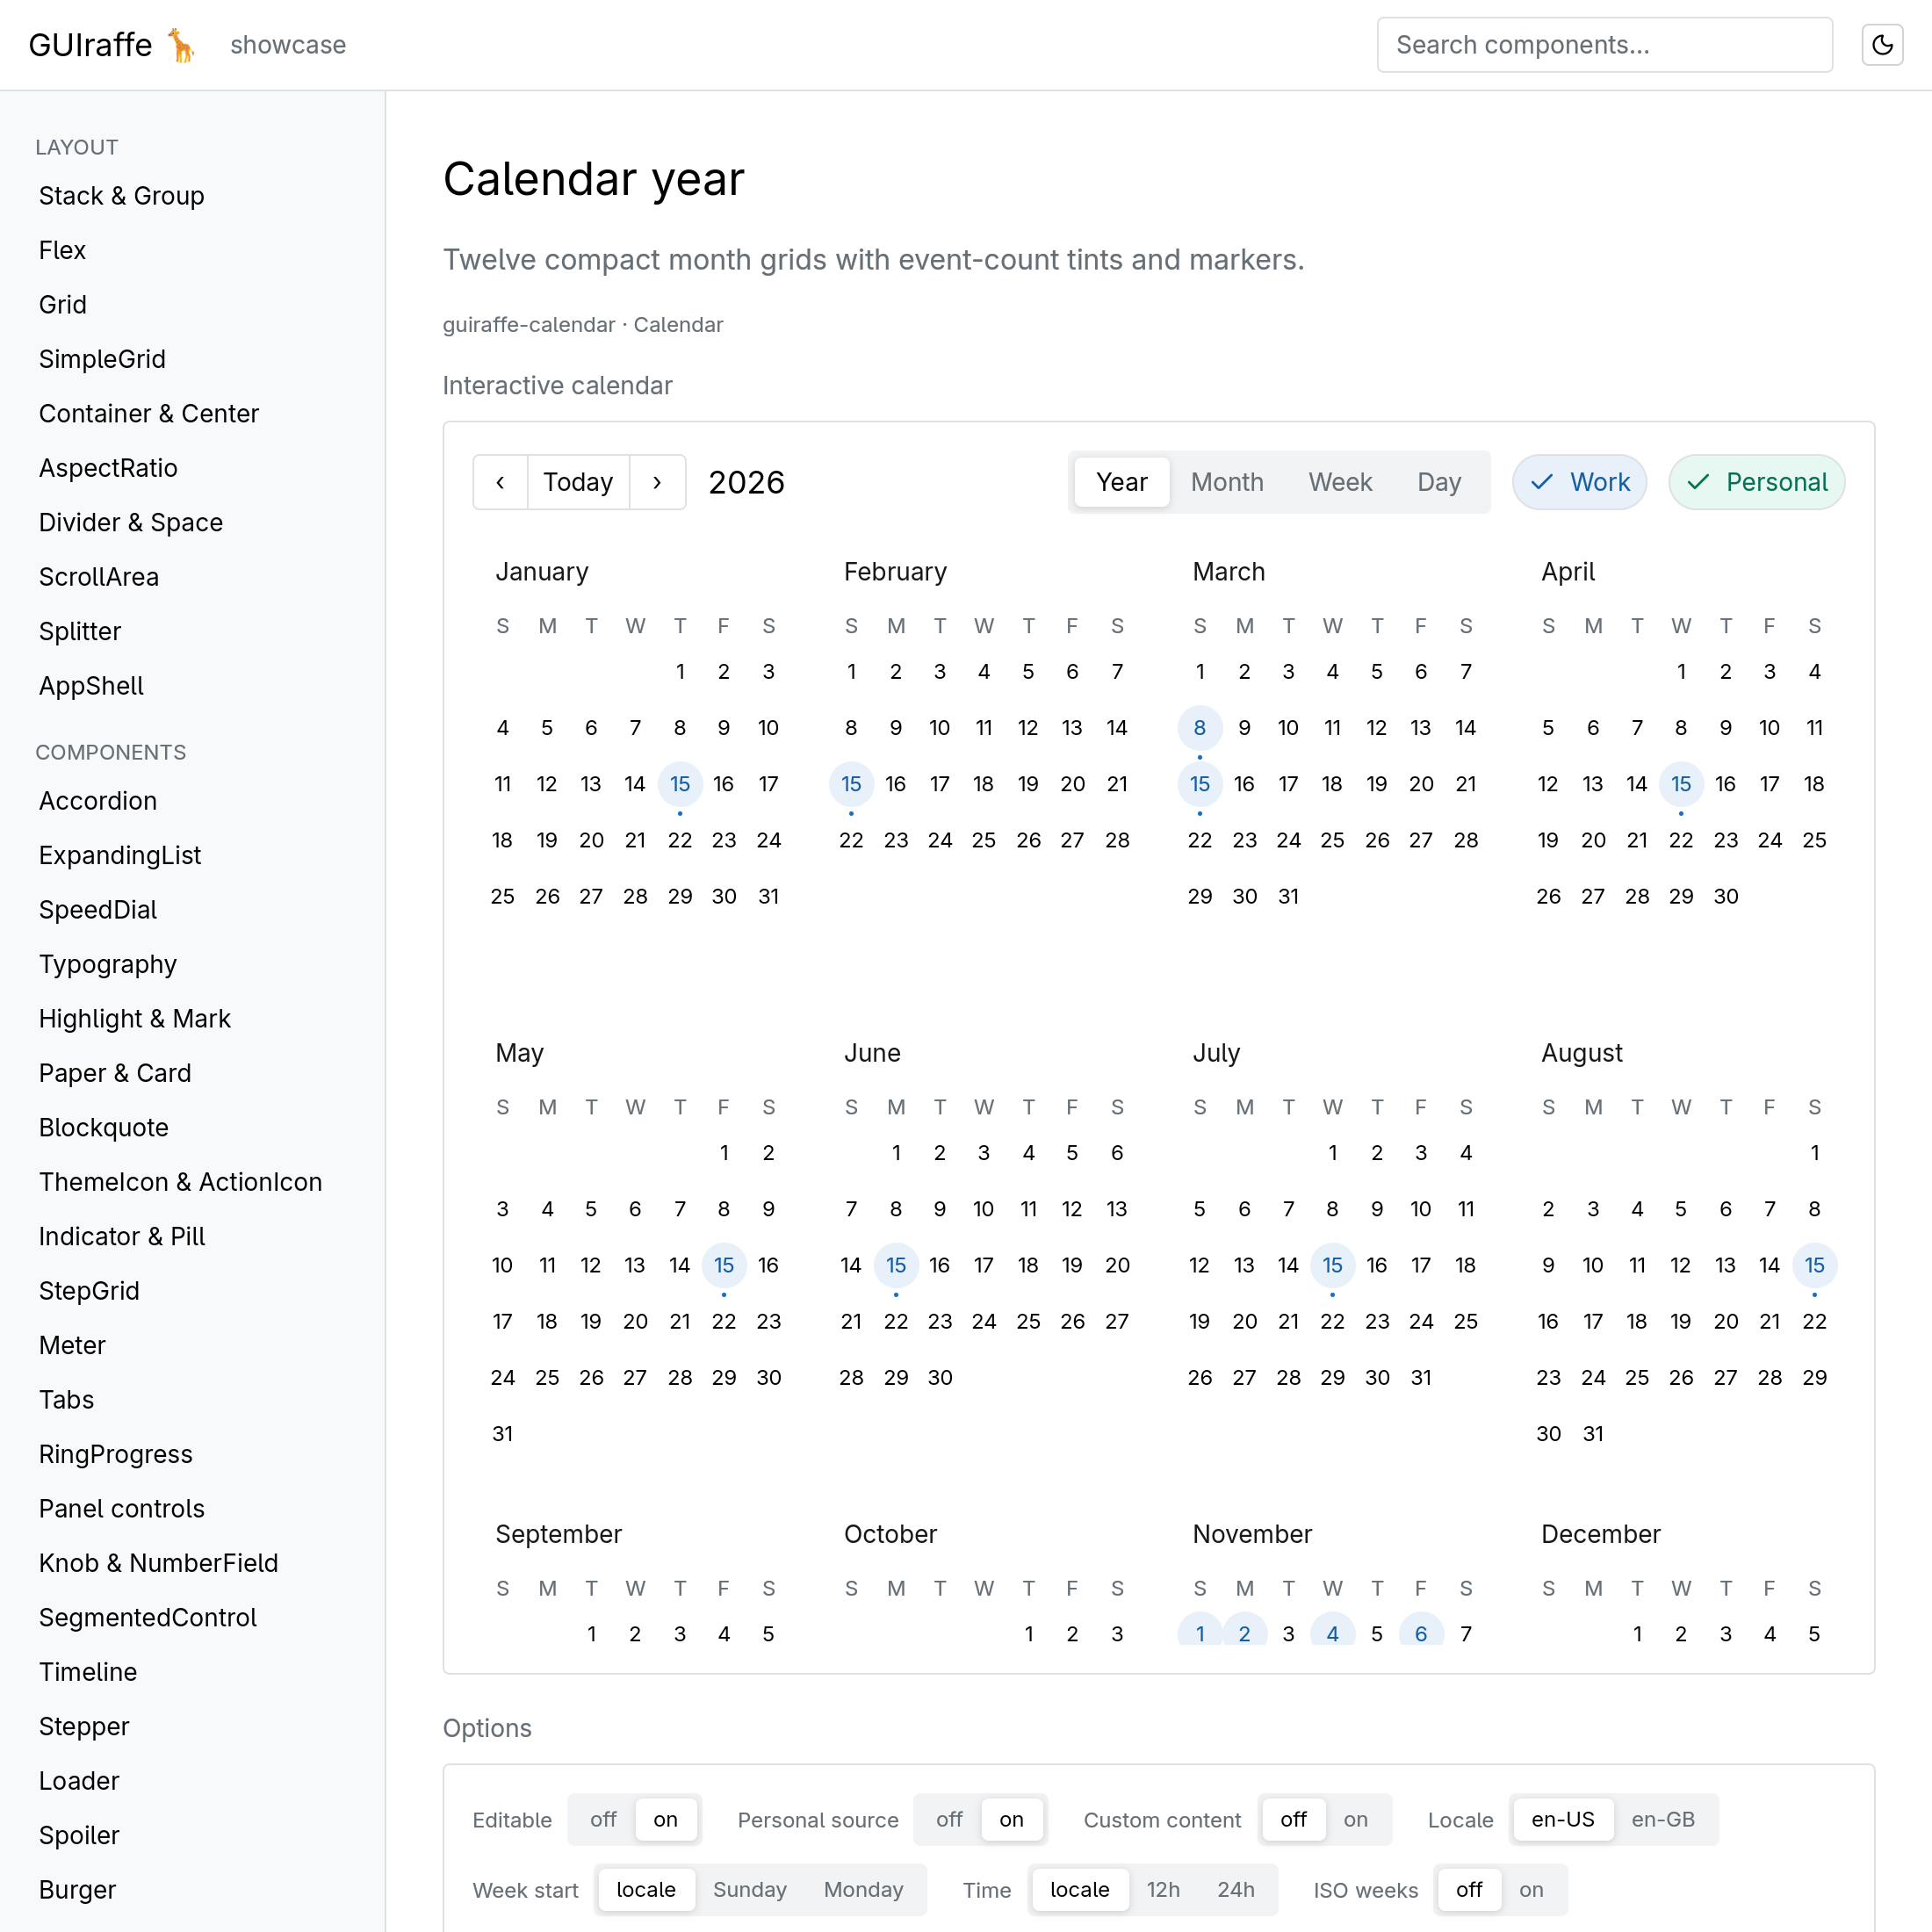 GUIraffe 🦒 showcase Search components...
LAYOUT
Stack & Group
Flex
Grid
SimpleGrid
Container & Center
AspectRatio
Divider & Space
ScrollArea
Splitter
AppShell
COMPONENTS
Accordion
ExpandingList
SpeedDial
Typography
Highlight & Mark
Paper & Card
Blockquote
ThemeIcon & ActionIcon
Indicator & Pill
StepGrid
Meter
Tabs
RingProgress
Panel controls
Knob & NumberField
SegmentedControl
Timeline
Stepper
Loader
Spoiler
Burger
Calendar year
Twelve compact month grids with event-count tints and markers.
guiraffe-calendar · Calendar
Interactive calendar
‹ Today › 2026 Year Month Week Day Work Personal
January
S M T W T F S
1 2 3
4 5 6 7 8 9 10
11 12 13 14 15 16 17
18 19 20 21 22 23 24
25 26 27 28 29 30 31
February
S M T W T F S
1 2 3 4 5 6 7
8 9 10 11 12 13 14
15 16 17 18 19 20 21
22 23 24 25 26 27 28
March
S M T W T F S
1 2 3 4 5 6 7
8 9 10 11 12 13 14
15 16 17 18 19 20 21
22 23 24 25 26 27 28
29 30 31
April
S M T W T F S
1 2 3 4
5 6 7 8 9 10 11
12 13 14 15 16 17 18
19 20 21 22 23 24 25
26 27 28 29 30
May
S M T W T F S
1 2
3 4 5 6 7 8 9
10 11 12 13 14 15 16
17 18 19 20 21 22 23
24 25 26 27 28 29 30
31
June
S M T W T F S
1 2 3 4 5 6
7 8 9 10 11 12 13
14 15 16 17 18 19 20
21 22 23 24 25 26 27
28 29 30
July
S M T W T F S
1 2 3 4
5 6 7 8 9 10 11
12 13 14 15 16 17 18
19 20 21 22 23 24 25
26 27 28 29 30 31
August
S M T W T F S
1
2 3 4 5 6 7 8
9 10 11 12 13 14 15
16 17 18 19 20 21 22
23 24 25 26 27 28 29
30 31
September
S M T W T F S
1 2 3 4 5
October
S M T W T F S
1 2 3
November
S M T W T F S
1 2 3 4 5 6 7
December
S M T W T F S
1 2 3 4 5
Options
Editable off on Personal source off on Custom content off on Locale en-US en-GB
Week start locale Sunday Monday Time locale 12h 24h ISO weeks off on